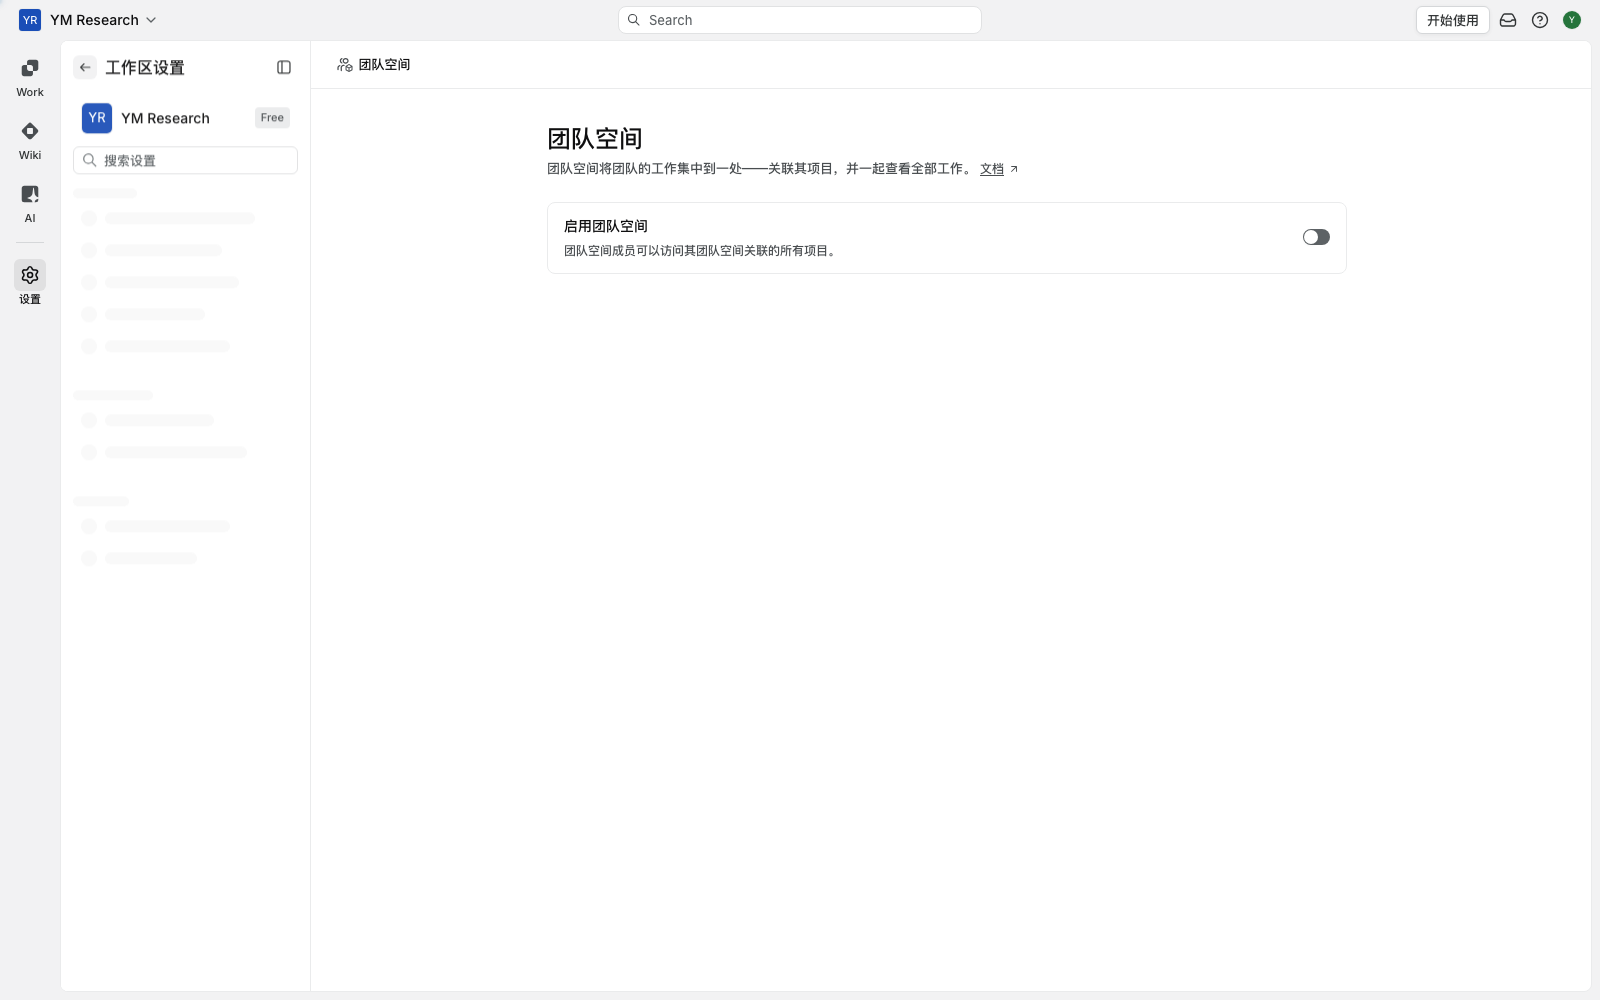 YR YM Research
Search
开始使用
Y
Work
Wiki
AI
设置
工作区设置
YR YM Research Free
搜索设置
团队空间
团队空间
团队空间将团队的工作集中到一处——关联其项目，并一起查看全部工作。 文档
启用团队空间
团队空间成员可以访问其团队空间关联的所有项目。